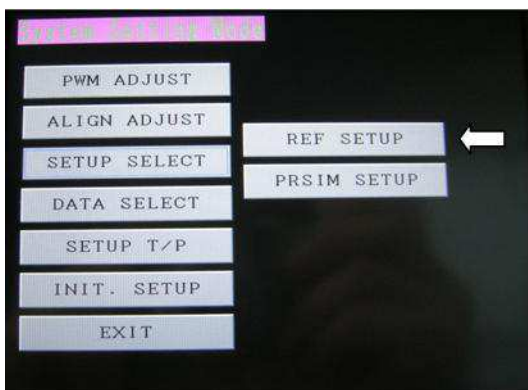 System Setting Mode
PWM ADJUST
ALIGN ADJUST
SETUP SELECT
DATA SELECT
SETUP T/P
INIT. SETUP
EXIT
REF SETUP
PRSIM SETUP